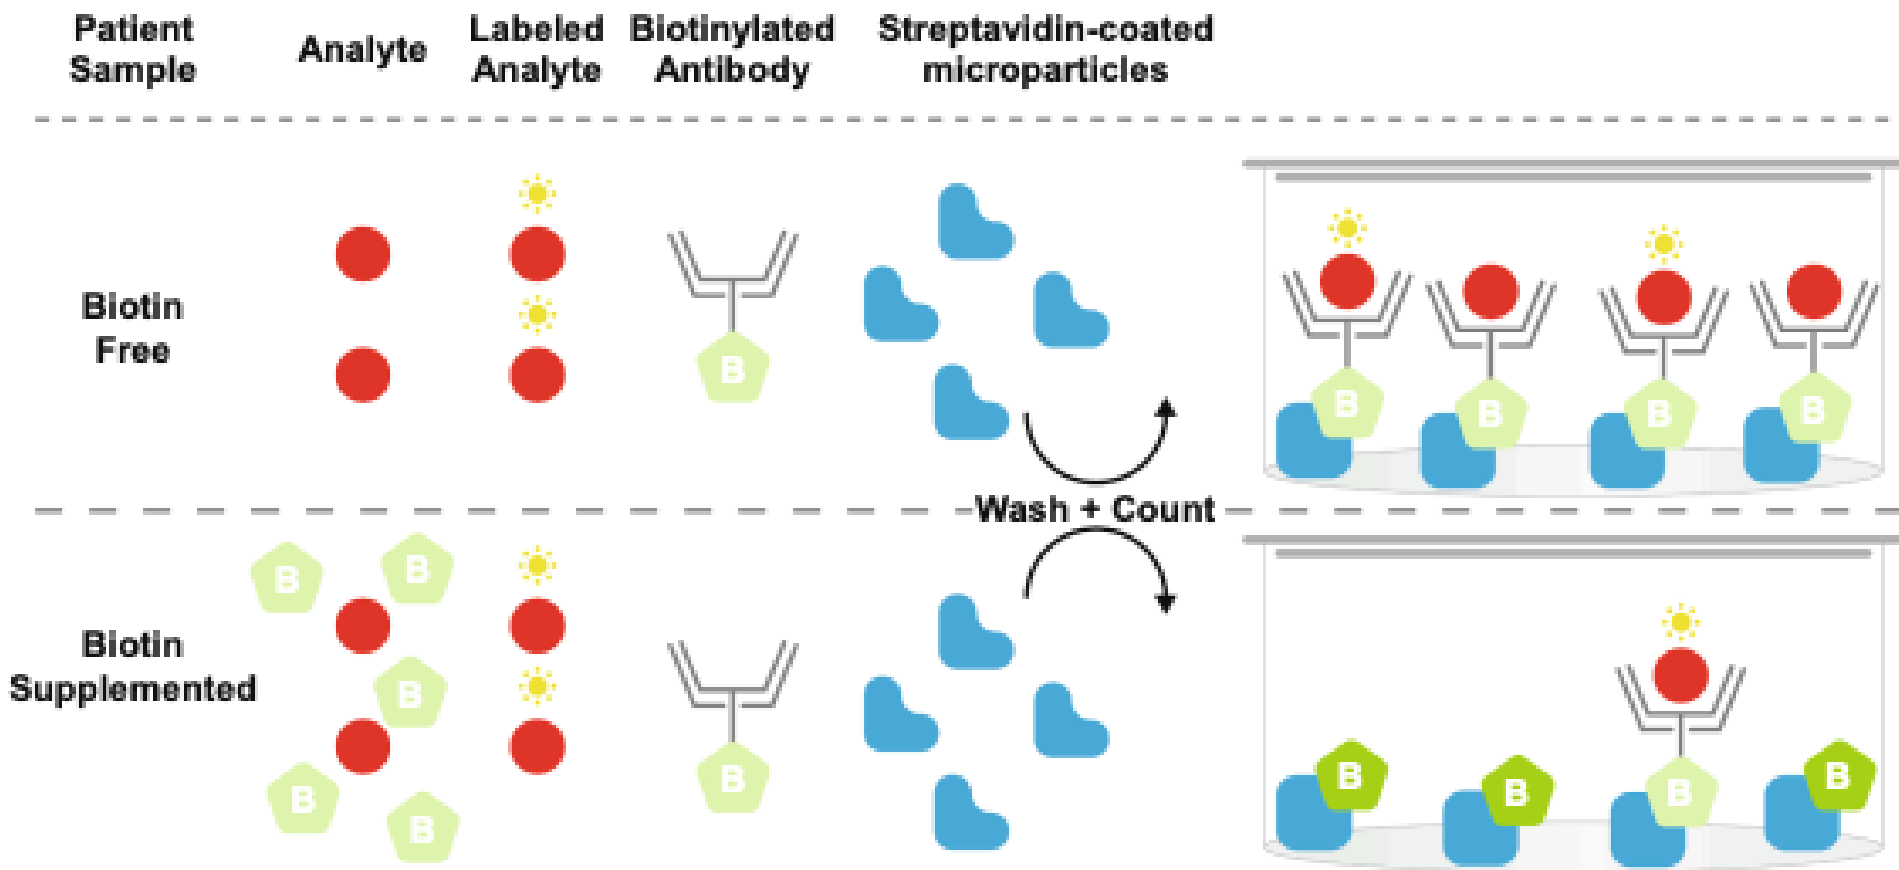 Patient
Sample
Analyte
Labeled
Analyte
Biotinylated
Antibody
Streptavidin-coated
microparticles
Biotin
Free
B
B
B
B
B
Wash + Count
Biotin
Supplemented
B
B
B
B
B
B
B
B
B
B